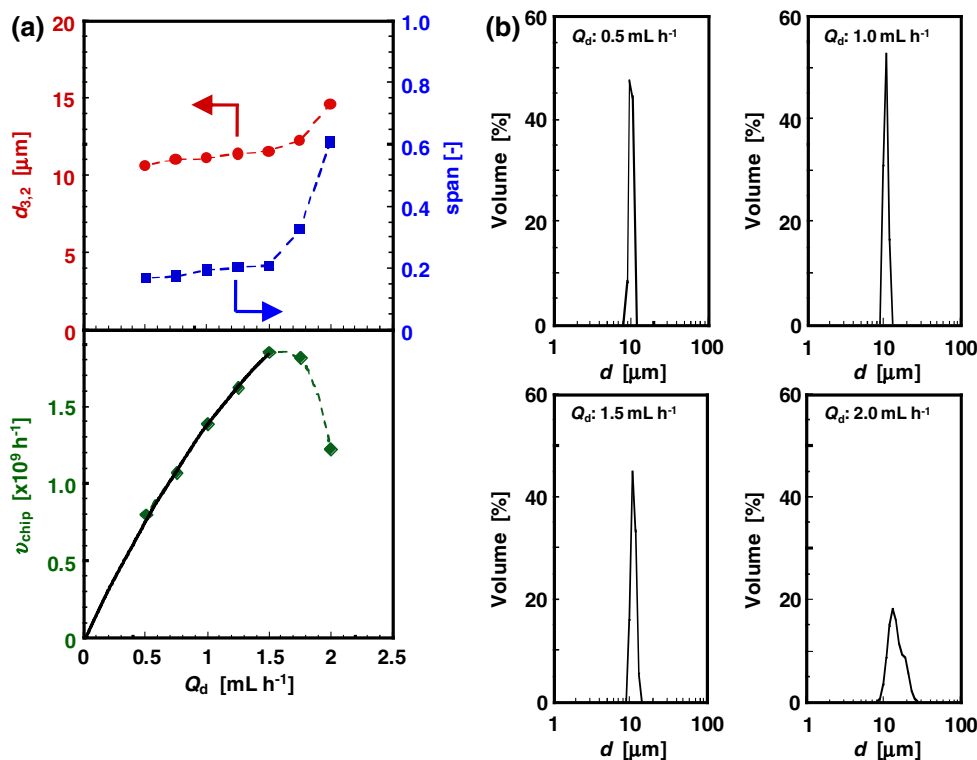 (a)
20
15
10
5
0
d3,2 [μm]
1.0
0.8
0.6
0.4
0.2
0
span [-]
1.5
1.0
0.5
0
υchip [x10⁹ h⁻¹]
0 0.5 1.0 1.5 2.0 2.5
Qd [mL h⁻¹]
(b)
Qd: 0.5 mL h⁻¹
60
40
20
0
Volume [%]
1 10 100
d [μm]
Qd: 1.0 mL h⁻¹
60
40
20
0
Volume [%]
1 10 100
d [μm]
Qd: 1.5 mL h⁻¹
60
40
20
0
Volume [%]
1 10 100
d [μm]
Qd: 2.0 mL h⁻¹
60
40
20
0
Volume [%]
1 10 100
d [μm]